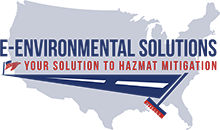 E-ENVIRONMENTAL SOLUTIONS
YOUR SOLUTION TO HAZMAT MITIGATION